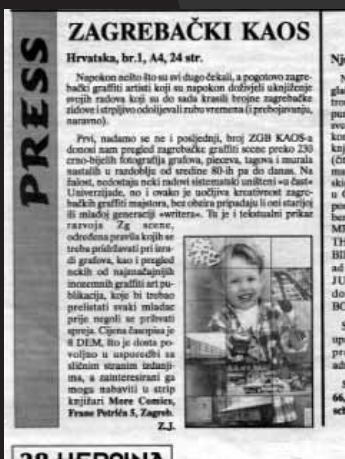 PRESS
ZAGREBAČKI KAOS
Hrvatska, br.1, A4, 24 str.
Napokon nešto što su svi dugo čekali, a pogotovo zagre-
bački graffiti artisti koji su napokon doživjeli uknjiženje
svojih radova koji su do sada krasili brojne zagrebačke
zidove i strpljivo odolijevali zubu vremena (i prebojavanju,
naravno).
Prvi, nadamo se ne i posljednji, broj ZGB KAOS-a
donosi nam pregled zagrebačke graffiti scene preko 230
crno-bijelih fotografija grafova, pieceva, tagova i murala
nastalih u razdoblju od sredine 80-ih pa do danas. Na
žalost, nedostaju neki radovi sistematski uništeni »u čast«
Univerzijade, no i ovako je uočljiva kreativnost zagre-
bačkih graffiti majstora, bez obzira pripadaju li oni starijoj
ili mlađoj generaciji »writera«. Tu je i tekstualni prikaz
razvoja Zg scene,
određena pravila kojih se
treba pridržavati pri izra-
di grafova, kao i pregled
nekih od najznačajnijih
inozemnih graffiti art pu-
blikacija, koje bi trebao
prelistati svaki mladac
prije negoli se prihvati
spreja. Cijena časopisa je
8 DEM, što je dosta po-
voljno u usporedbi sa
sličnim stranim izdanji-
ma, a zainteresirani ga
mogu nabaviti u strip
knjižari Mere Comics,
Frane Petrića 5, Zagreb.
Z.J.